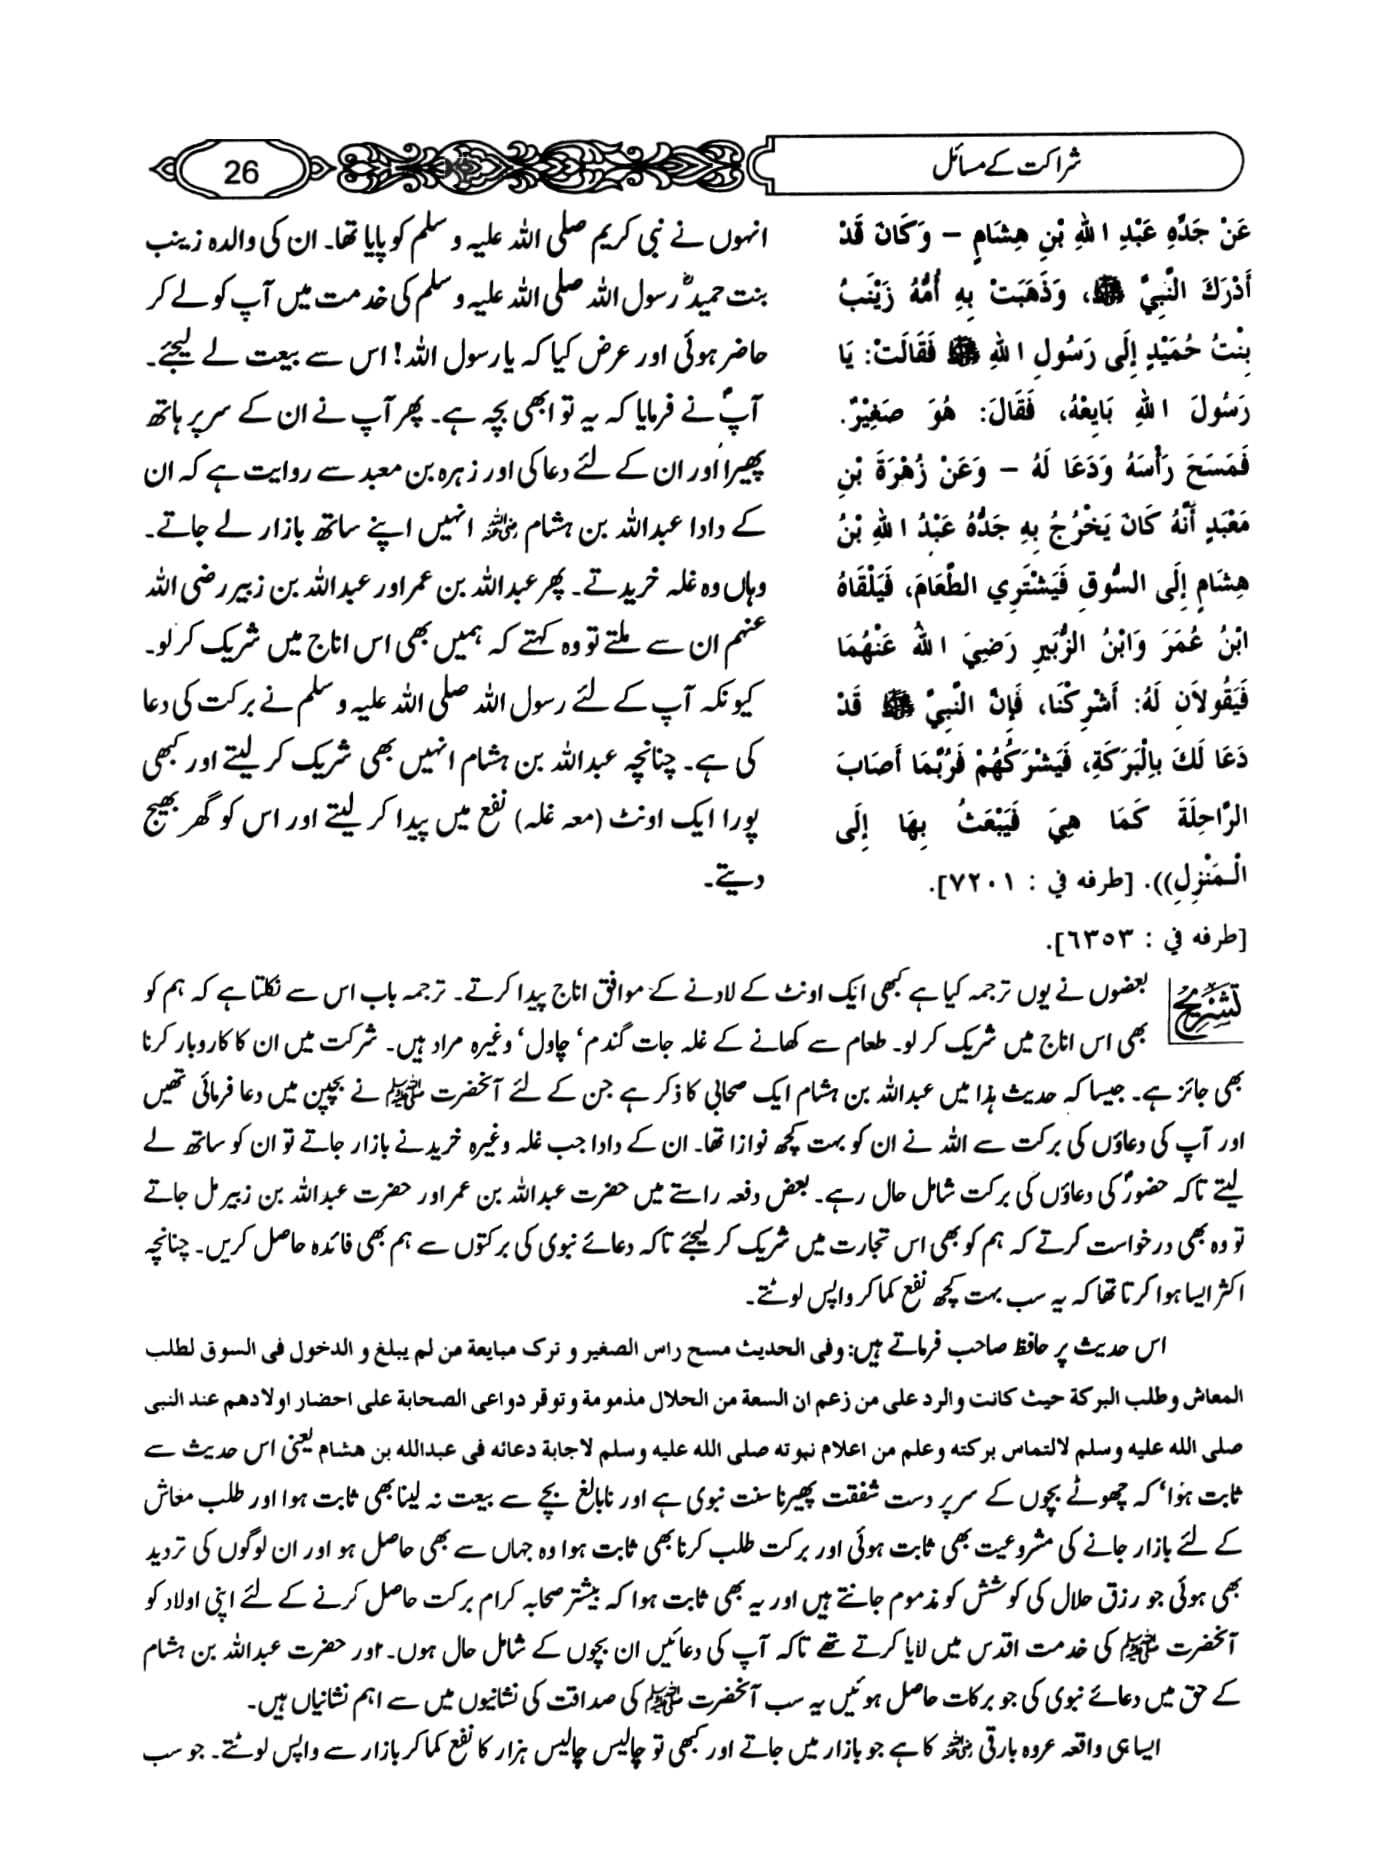 شراکت کے مسائل
26
عَنْ جَدِّهِ عَبْدِ اللهِ بْنِ هِشَامٍ – وَكَانَ قَدْ
أَدْرَكَ النَّبِيَّ ﷺ، وَذَهَبَتْ بِهِ أُمُّهُ زَيْنَبُ
بِنْتُ حُمَيْدٍ إِلَى رَسُولِ اللهِ ﷺ فَقَالَتْ: يَا
رَسُولَ اللهِ بَايِعْهُ، فَقَالَ: هُوَ صَغِيْرٌ.
فَمَسَحَ رَأْسَهُ وَدَعَا لَهُ – وَعَنْ زُهْرَةَ بْنِ
مَعْبَدٍ أَنَّهُ كَانَ يَخْرُجُ بِهِ جَدُّهُ عَبْدُ اللهِ بْنُ
هِشَامٍ إِلَى السُّوقِ فَيَشْتَرِي الطَّعَامَ، فَيَلْقَاهُ
ابْنُ عُمَرَ وَابْنُ الزُّبَيرِ رَضِيَ اللهُ عَنْهُمَا
فَيَقُولاَنِ لَهُ: أَشْرِكْنَا، فَإِنَّ النَّبِيَّ ﷺ قَدْ
دَعَا لَكَ بِالْبَرَكَةِ، فَيَشْرَكُهُمْ فَرُبَّمَا أَصَابَ
الرَّاحِلَةَ كَمَا هِيَ فَيَبْعَثُ بِهَا إِلَى
الْـمَنْزِلِ)). [طرفه في : ٧٢٠١].
[طرفه في : ٦٣٥٣].
انہوں نے نبی کریم صلی اللہ علیہ و سلم کو پایا تھا۔ ان کی والدہ زینب
بنت حمیدؓ رسول اللہ صلی اللہ علیہ و سلم کی خدمت میں آپ کو لے کر
حاضر ہوئی اور عرض کیا کہ یا رسول اللہ! اس سے بیعت لے لیجئے۔
آپؐ نے فرمایا کہ یہ تو ابھی بچہ ہے۔ پھر آپ نے ان کے سر پر ہاتھ
پھیرا اور ان کے لئے دعا کی اور زہرہ بن معبد سے روایت ہے کہ ان
کے دادا عبداللہ بن ہشام رضی اللہ عنہ انہیں اپنے ساتھ بازار لے جاتے۔
وہاں وہ غلہ خریدتے۔ پھر عبداللہ بن عمر اور عبداللہ بن زبیر رضی اللہ
عنہم ان سے ملتے تو وہ کہتے کہ ہمیں بھی اس اناج میں شریک کر لو۔
کیونکہ آپ کے لئے رسول اللہ صلی اللہ علیہ و سلم نے برکت کی دعا
کی ہے۔ چنانچہ عبداللہ بن ہشام انہیں بھی شریک کر لیتے اور کبھی
پورا ایک اونٹ (معہ غلہ) نفع میں پیدا کر لیتے اور اس کو گھر بھیج
دیتے۔
تشریح
بعضوں نے یوں ترجمہ کیا ہے کبھی ایک اونٹ کے لادنے کے موافق اناج پیدا کرتے۔ ترجمہ باب اس سے نکلتا ہے کہ ہم کو
بھی اس اناج میں شریک کر لو۔ طعام سے کھانے کے غلہ جات گندم‘ چاول‘ وغیرہ مراد ہیں۔ شرکت میں ان کا کاروبار کرنا
بھی جائز ہے۔ جیسا کہ حدیث ہذا میں عبداللہ بن ہشام ایک صحابی کا ذکر ہے جن کے لئے آنحضرت ﷺ نے بچپن میں دعا فرمائی تھیں
اور آپ کی دعاؤں کی برکت سے اللہ نے ان کو بہت کچھ نوازا تھا۔ ان کے دادا جب غلہ وغیرہ خریدنے بازار جاتے تو ان کو ساتھ لے
لیتے تاکہ حضورؐ کی دعاؤں کی برکت شامل حال رہے۔ بعض دفعہ راستے میں حضرت عبداللہ بن عمر اور حضرت عبداللہ بن زبیر مل جاتے
تو وہ بھی درخواست کرتے کہ ہم کو بھی اس تجارت میں شریک کر لیجئے تاکہ دعائے نبوی کی برکتوں سے ہم بھی فائدہ حاصل کریں۔ چنانچہ
اکثر ایسا ہوا کرتا تھا کہ یہ سب بہت کچھ نفع کما کر واپس لوٹتے۔
اس حدیث پر حافظ صاحب فرماتے ہیں: وفی الحدیث مسح راس الصغیر و ترک مبایعة من لم یبلغ و الدخول فی السوق لطلب
المعاش وطلب البرکة حیث کانت والرد علی من زعم ان السعة من الحلال مذمومة وتوفر دواعی الصحابة علی احضار اولادهم عند النبی
صلی الله علیه وسلم لالتماس برکته وعلم من اعلام نبوته صلی الله علیه وسلم لاجابة دعائه فی عبدالله بن هشام یعنی اس حدیث سے
ثابت ہوا‘ کہ چھوٹے بچوں کے سر پر دست شفقت پھیرنا سنت نبوی ہے اور نابالغ بچے سے بیعت نہ لینا بھی ثابت ہوا اور طلب معاش
کے لئے بازار جانے کی مشروعیت بھی ثابت ہوئی اور برکت طلب کرنا بھی ثابت ہوا وہ جہاں سے بھی حاصل ہو اور ان لوگوں کی تردید
بھی ہوئی جو رزق حلال کی کوشش کو مذموم جانتے ہیں اور یہ بھی ثابت ہوا کہ بیشتر صحابہ کرام برکت حاصل کرنے کے لئے اپنی اولاد کو
آنحضرت ﷺ کی خدمت اقدس میں لایا کرتے تھے تاکہ آپ کی دعائیں ان بچوں کے شامل حال ہوں۔ اور حضرت عبداللہ بن ہشام
کے حق میں دعائے نبوی کی جو برکات حاصل ہوئیں یہ سب آنحضرت ﷺ کی صداقت کی نشانیوں میں سے اہم نشانیاں ہیں۔
ایسا ہی واقعہ عروہ بارقی رضی اللہ عنہ کا ہے جو بازار میں جاتے اور کبھی تو چالیس چالیس ہزار کا نفع کما کر بازار سے واپس لوٹتے۔ جو سب